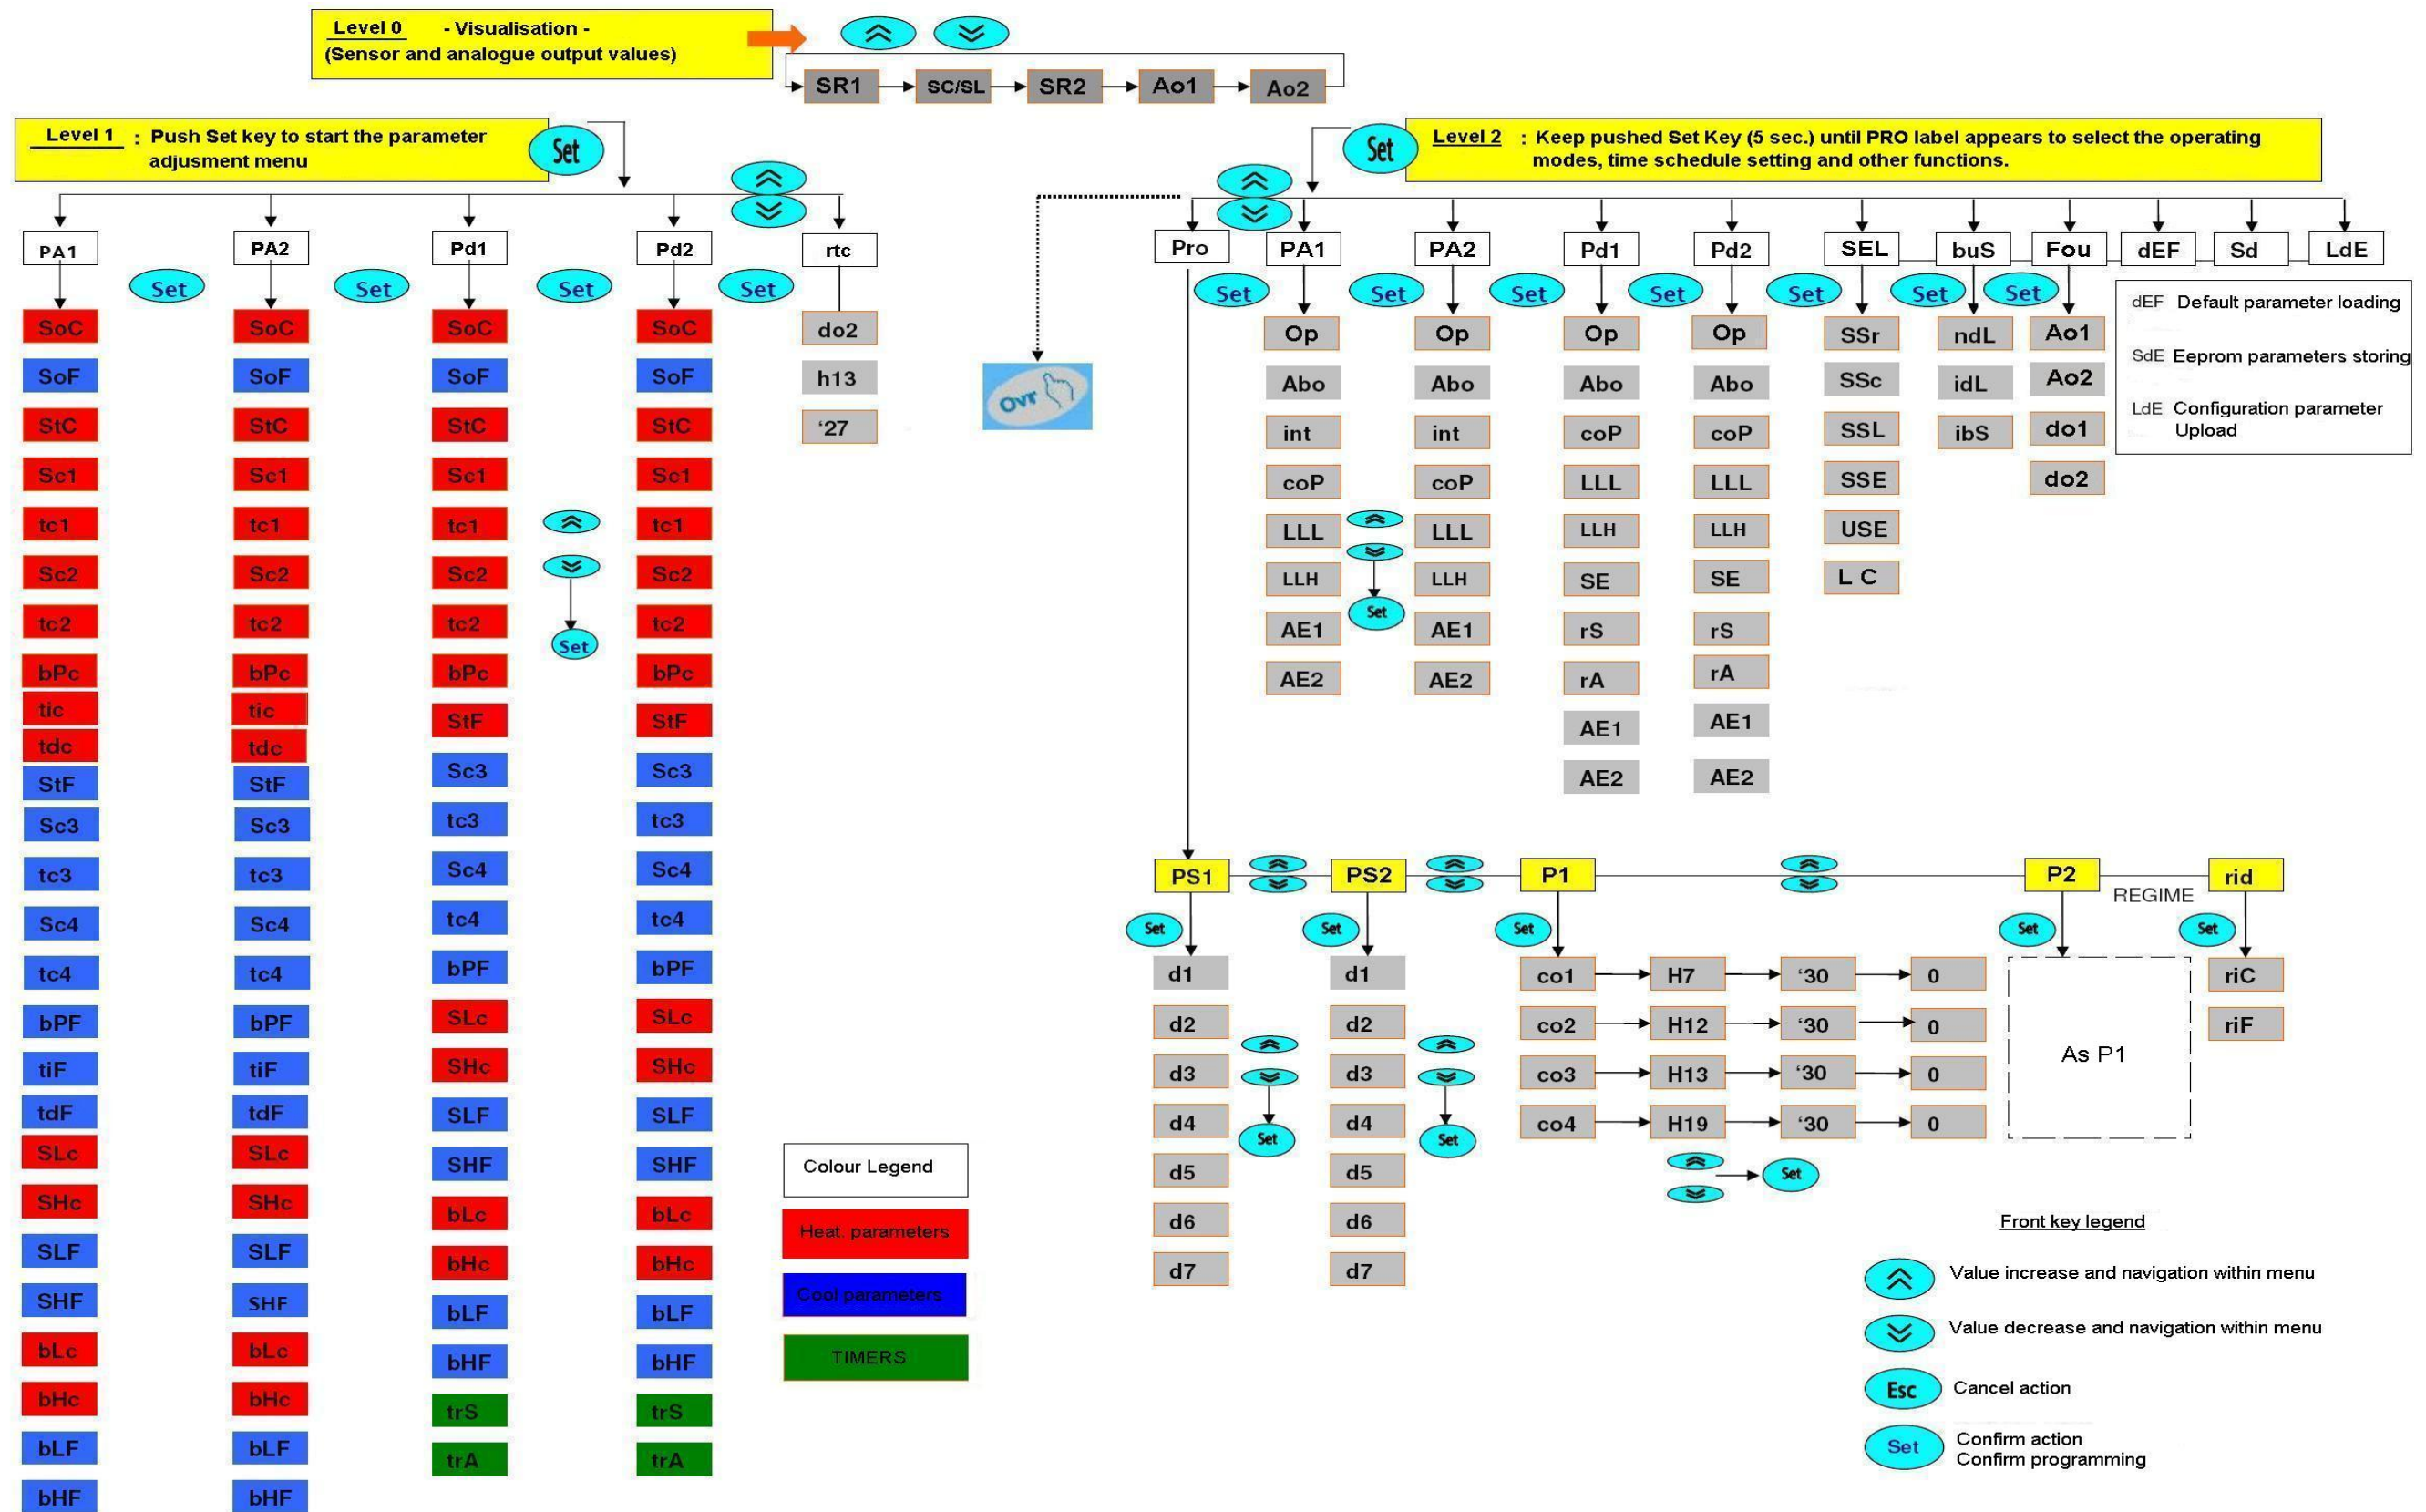 Level 0 - Visualisation -
(Sensor and analogue output values)
SR1 SC/SL SR2 Ao1 Ao2
Level 1 : Push Set key to start the parameter
adjusment menu
Set
PA1
SoC
SoF
StC
Sc1
tc1
Sc2
tc2
bPc
tic
tdc
StF
Sc3
tc3
Sc4
tc4
bPF
tiF
tdF
SLc
SHc
SLF
SHF
bLc
bHc
bLF
bHF
Set
PA2
SoC
SoF
StC
Sc1
tc1
Sc2
tc2
bPc
tic
tdc
StF
Sc3
tc3
Sc4
tc4
bPF
tiF
tdF
SLc
SHc
SLF
SHF
bLc
bHc
bLF
bHF
Set
Pd1
SoC
SoF
StC
Sc1
tc1
Sc2
tc2
bPc
StF
Sc3
tc3
Sc4
tc4
bPF
SLc
SHc
SLF
SHF
bLc
bHc
bLF
bHF
trS
trA
Set
Set
Pd2
SoC
SoF
StC
Sc1
tc1
Sc2
tc2
bPc
StF
Sc3
tc3
Sc4
tc4
bPF
SLc
SHc
SLF
SHF
bLc
bHc
bLF
bHF
trS
trA
Set
rtc
do2
h13
‘27
Colour Legend
Heat. parameters
Cool parameters
TIMERS
Set
Level 2 : Keep pushed Set Key (5 sec.) until PRO label appears to select the operating
modes, time schedule setting and other functions.
Ovr
Pro
Set
PA1
Op
Abo
int
coP
LLL
LLH
AE1
AE2
Set
Set
PA2
Op
Abo
int
coP
LLL
LLH
AE1
AE2
Set
Pd1
Op
Abo
coP
LLL
LLH
SE
rS
rA
AE1
AE2
Set
Pd2
Op
Abo
coP
LLL
LLH
SE
rS
rA
AE1
AE2
Set
SEL
SSr
SSc
SSL
SSE
USE
L C
Set
buS
ndL
idL
ibS
Set
Fou
Ao1
Ao2
do1
do2
dEF
Sd
LdE
dEF Default parameter loading
SdE Eeprom parameters storing
LdE Configuration parameter
Upload
PS1
Set
d1
d2
d3
d4
d5
d6
d7
Set
PS2
Set
d1
d2
d3
d4
d5
d6
d7
Set
P1
Set
co1 H7 ‘30 0
co2 H12 ‘30 0
co3 H13 ‘30 0
co4 H19 ‘30 0
Set
P2
Set
As P1
REGIME
rid
Set
riC
riF
Front key legend
Value increase and navigation within menu
Value decrease and navigation within menu
Esc Cancel action
Set Confirm action
Confirm programming